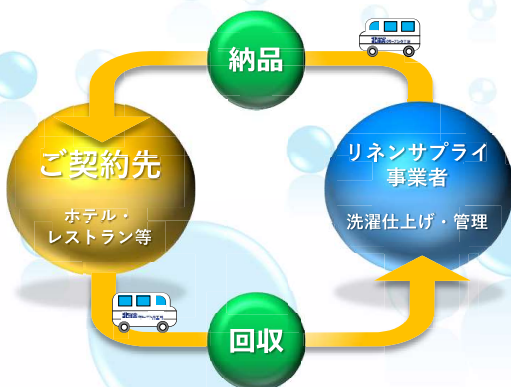 納品
ご契約先
ホテル・
レストラン等
リネンサプライ
事業者
洗濯仕上げ・管理
回収